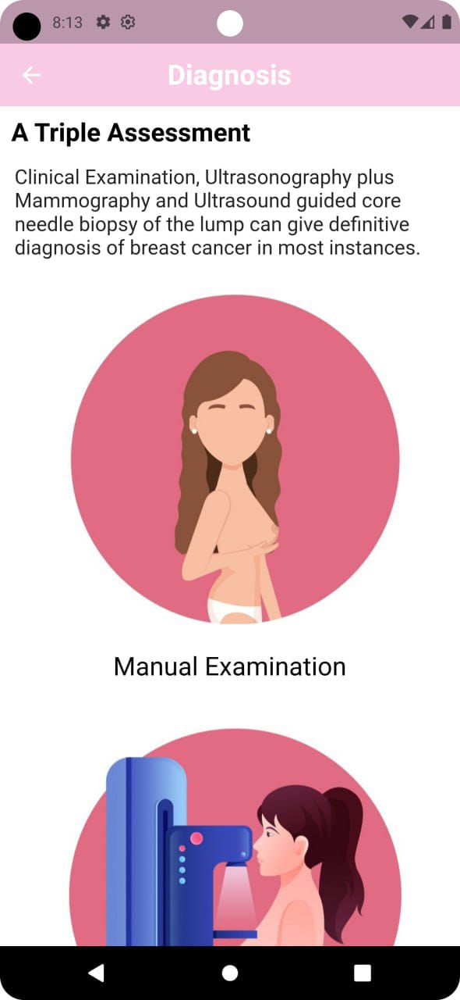 8:13
Diagnosis
A Triple Assessment
Clinical Examination, Ultrasonography plus
Mammography and Ultrasound guided core
needle biopsy of the lump can give definitive
diagnosis of breast cancer in most instances.
Manual Examination